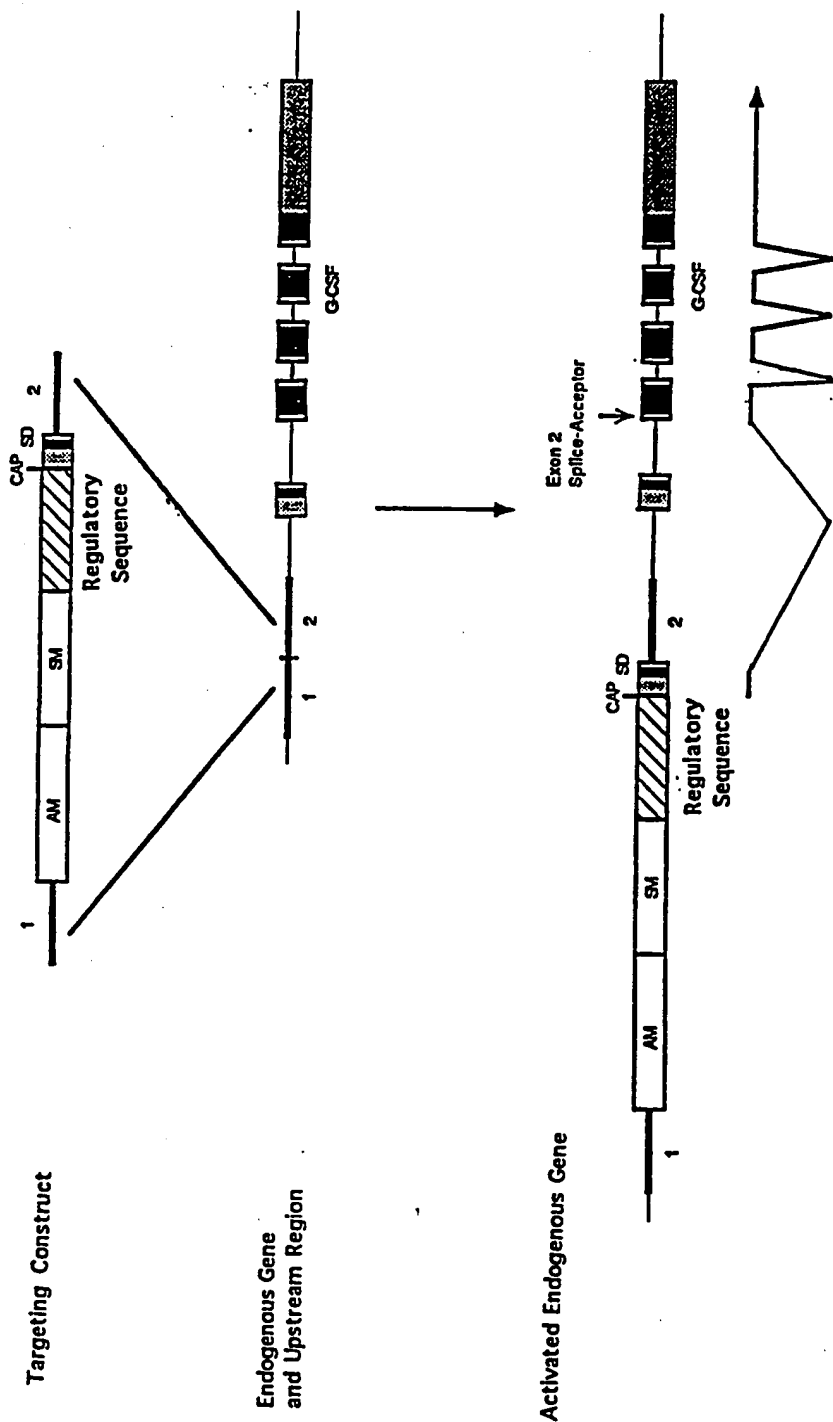 Targeting Construct
1
AM
SM
Regulatory
Sequence
CAP
SD
2
Endogenous Gene
and Upstream Region
1
2
G-CSF
Exon 2
Splice-Acceptor
Activated Endogenous Gene
1
AM
SM
Regulatory
Sequence
CAP
SD
2
G-CSF